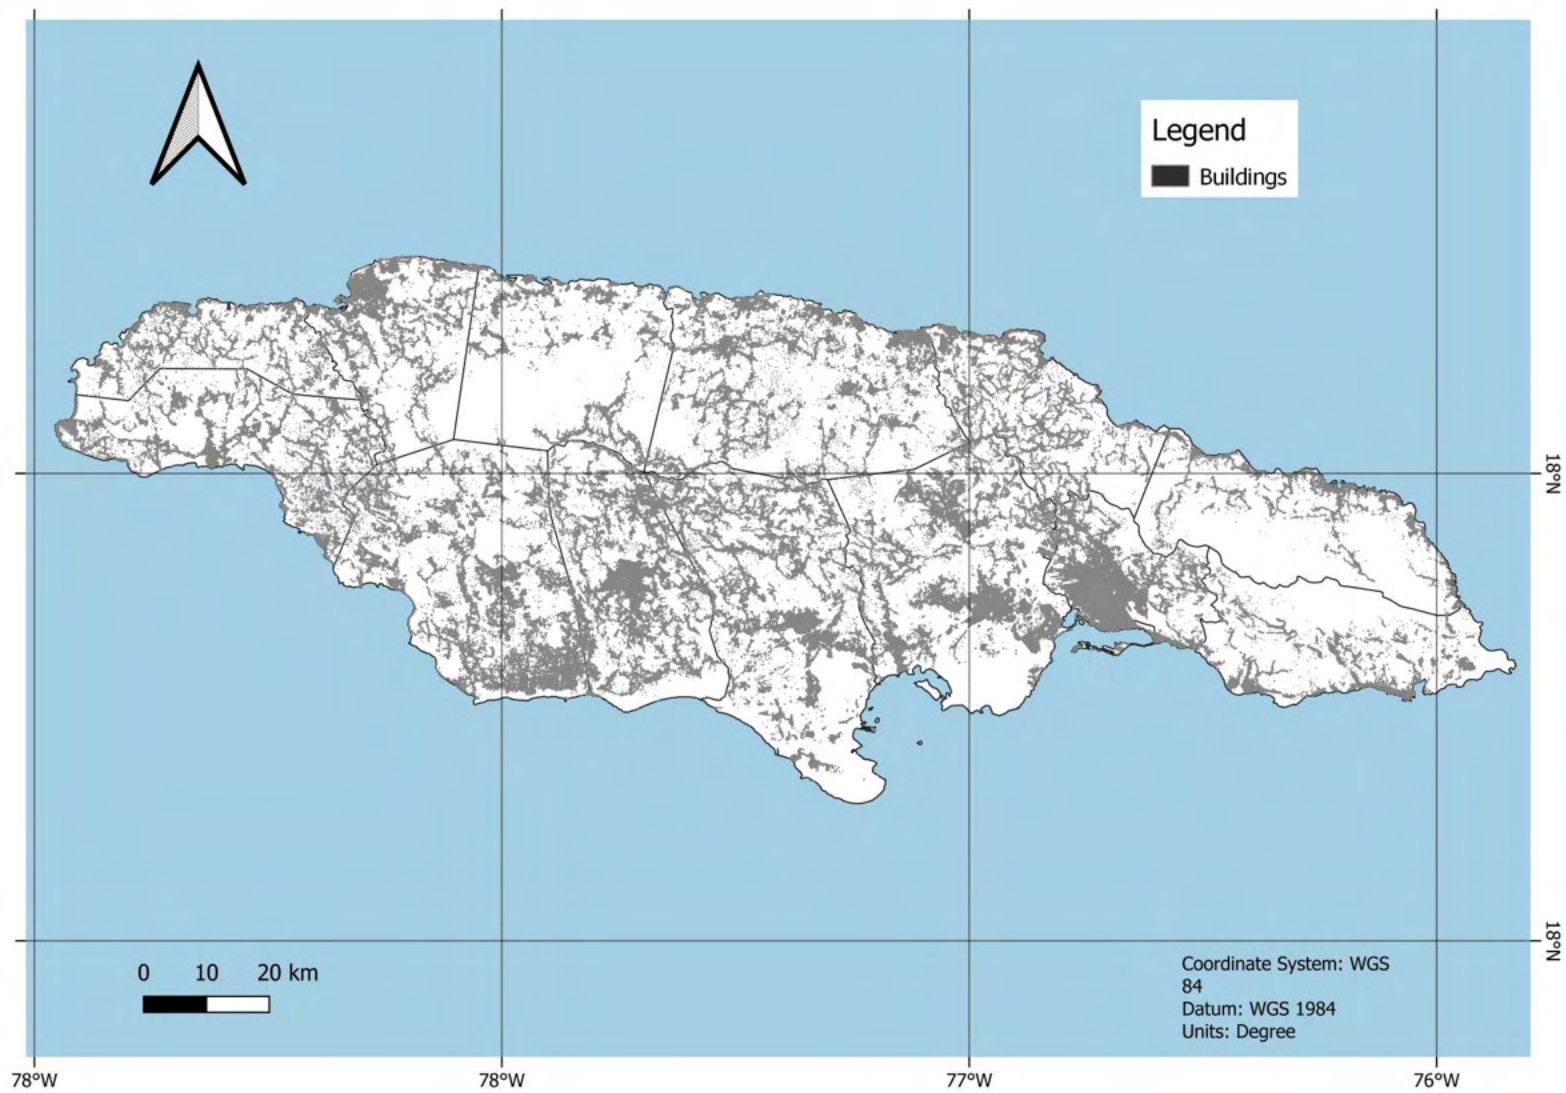 Legend
Buildings
18°N
18°N
0 10 20 km
Coordinate System: WGS
84
Datum: WGS 1984
Units: Degree
78°W 78°W 77°W 76°W